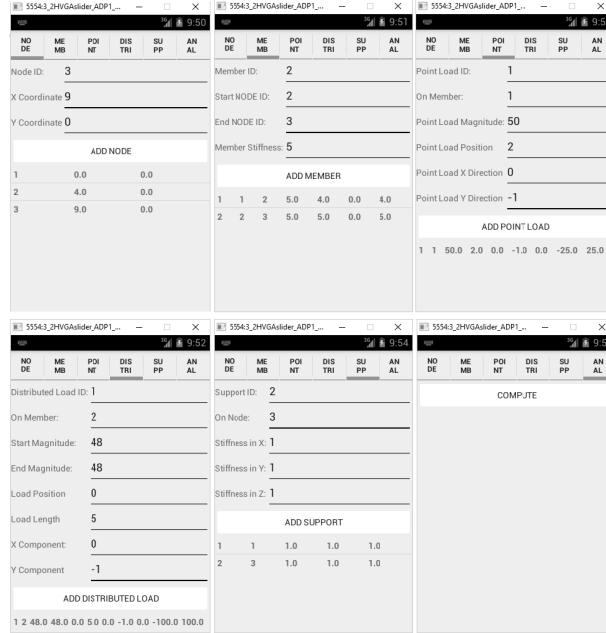 5554:3_2HVGAslider_ADP1_...
3G 9:50
NO DE ME MB POI NT DIS TRI SU PP AN AL
Node ID: 3
X Coordinate 9
Y Coordinate 0
ADD NODE
1 0.0 0.0
2 4.0 0.0
3 9.0 0.0
5554:3_2HVGAslider_ADP1_...
3G 9:51
NO DE ME MB POI NT DIS TRI SU PP AN AL
Member ID: 2
Start NODE ID: 2
End NODE ID: 3
Member Stiffness: 5
ADD MEMBER
1 1 2 5.0 4.0 0.0 4.0
2 2 3 5.0 5.0 0.0 5.0
5554:3_2HVGAslider_ADP1_...
3G 9:5
NO DE ME MB POI NT DIS TRI SU PP AN AL
Point Load ID: 1
On Member: 1
Point Load Magnitude: 50
Point Load Position 2
Point Load X Direction 0
Point Load Y Direction -1
ADD POINT LOAD
1 1 50.0 2.0 0.0 -1.0 0.0 -25.0 25.0
5554:3_2HVGAslider_ADP1_...
3G 9:52
NO DE ME MB POI NT DIS TRI SU PP AN AL
Distributed Load ID: 1
On Member: 2
Start Magnitude: 48
End Magnitude: 48
Load Position 0
Load Length 5
X Component: 0
Y Component -1
ADD DISTRIBUTED LOAD
1 2 48.0 48.0 0.0 5.0 0.0 -1.0 0.0 -100.0 100.0
5554:3_2HVGAslider_ADP1_...
3G 9:54
NO DE ME MB POI NT DIS TRI SU PP AN AL
Support ID: 2
On Node: 3
Stiffness in X: 1
Stiffness in Y: 1
Stiffness in Z: 1
ADD SUPPORT
1 1 1.0 1.0 1.0
2 3 1.0 1.0 1.0
5554:3_2HVGAslider_ADP1_...
3G 9:5
NO DE ME MB POI NT DIS TRI SU PP AN AL
COMPUTE